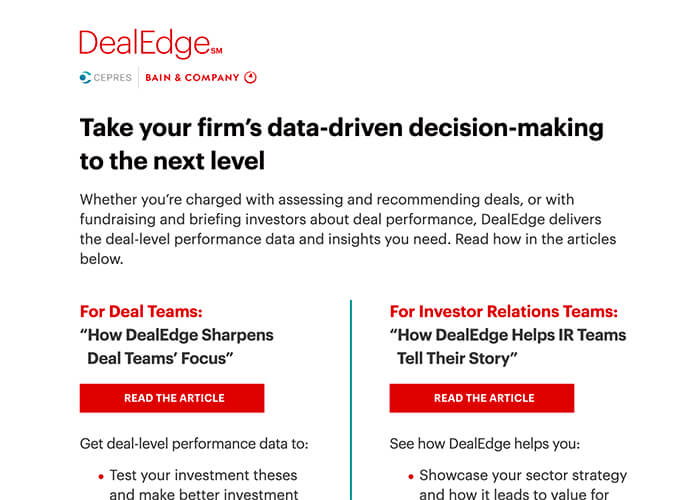 DealEdge℠
CEPRES | BAIN & COMPANY
Take your firm’s data-driven decision-making
to the next level
Whether you’re charged with assessing and recommending deals, or with
fundraising and briefing investors about deal performance, DealEdge delivers
the deal-level performance data and insights you need. Read how in the articles
below.
For Deal Teams:
“How DealEdge Sharpens
Deal Teams’ Focus”
READ THE ARTICLE
Get deal-level performance data to:
• Test your investment theses
and make better investment
For Investor Relations Teams:
“How DealEdge Helps IR Teams
Tell Their Story”
READ THE ARTICLE
See how DealEdge helps you:
• Showcase your sector strategy
and how it leads to value for